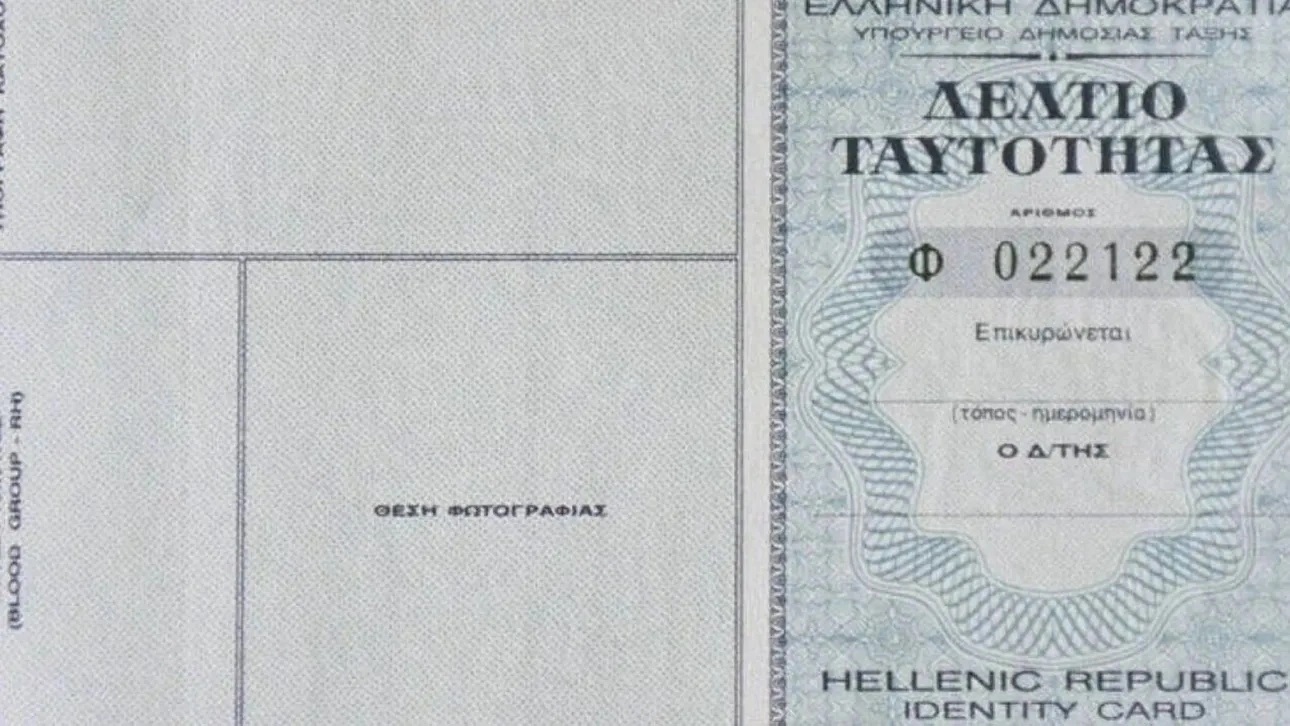 ΚΑΤΟΧΟΥ
(BLOOD GROUP - RH)
ΘΕΣΗ ΦΩΤΟΓΡΑΦΙΑΣ
ΕΛΛΗΝΙΚΗ ΔΗΜΟΚΡΑΤΙΑ
ΥΠΟΥΡΓΕΙΟ ΔΗΜΟΣΙΑΣ ΤΑΞΗΣ
ΔΕΛΤΙΟ
ΤΑΥΤΟΤΗΤΑΣ
ΑΡΙΘΜΟΣ
Φ 022122
Επικυρώνεται
(τόπος - ημερομηνία)
Ο Δ/ΤΗΣ
HELLENIC REPUBLIC
IDENTITY CARD